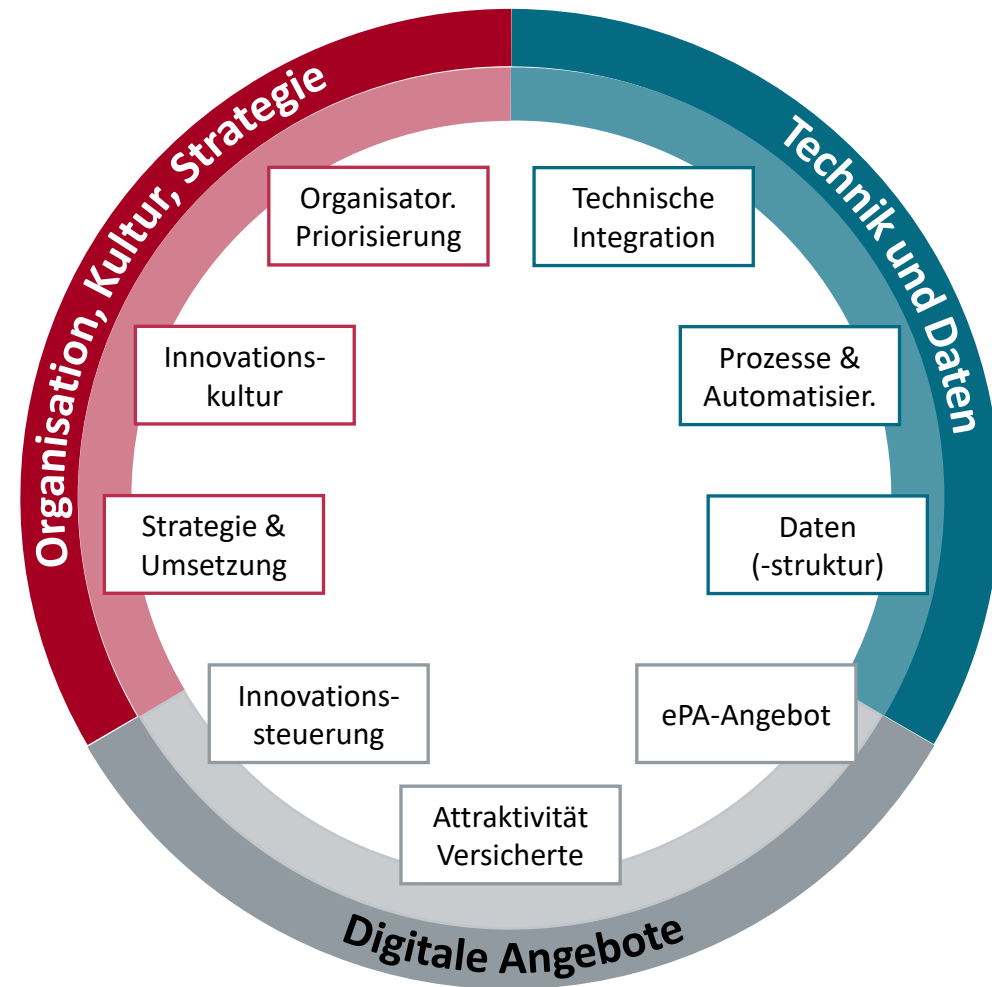 Organisation, Kultur, Strategie
Technik und Daten
Organisator.
Priorisierung
Technische
Integration
Innovations-
kultur
Prozesse &
Automatisier.
Strategie &
Umsetzung
Daten
(-struktur)
Innovations-
steuerung
ePA-Angebot
Attraktivität
Versicherte
Digitale Angebote